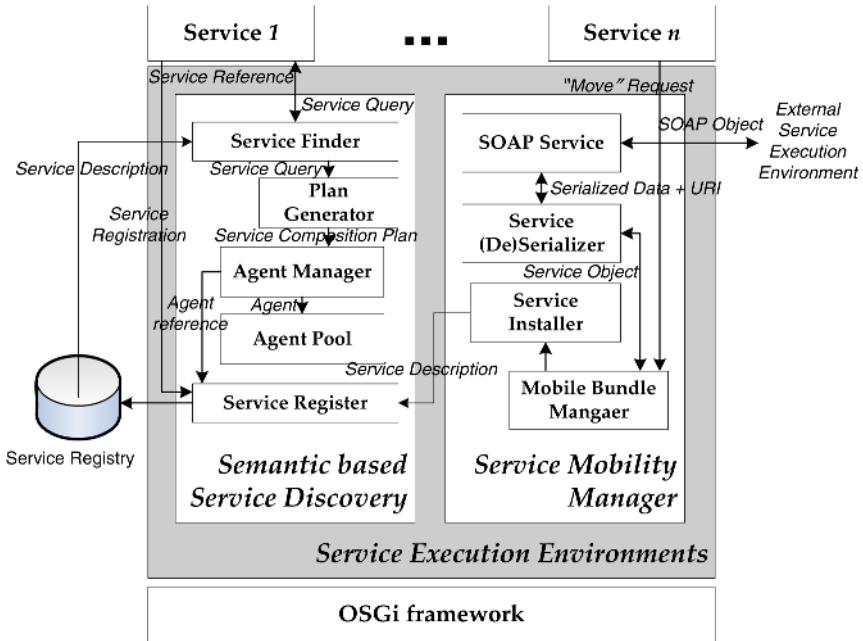 Service 1
...
Service n
Service Reference
"Move" Request
Service Query
SOAP Object
External
Service
Execution
Environment
Service Finder
SOAP Service
Service Description
Service Query
Serialized Data + URI
Plan
Generator
Service
Registration
Service
(De)Serializer
Service Composition Plan
Agent Manager
Service Object
Agent
reference
Agent
Service
Installer
Agent Pool
Service Description
Service Register
Mobile Bundle
Mangaer
Service Registry
Semantic based
Service Discovery
Service Mobility
Manager
Service Execution Environments
OSGi framework